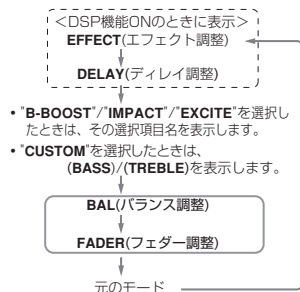 <DSP機能ONのときに表示>
EFFECT(エフェクト調整)
DELAY(ディレイ調整)
• "B-BOOST"/"IMPACT"/"EXCITE"を選択し
たときは、その選択項目名を表示します。
• "CUSTOM"を選択したときは、
(BASS)/(TREBLE)を表示します。
BAL(バランス調整)
FADER(フェダー調整)
元のモード